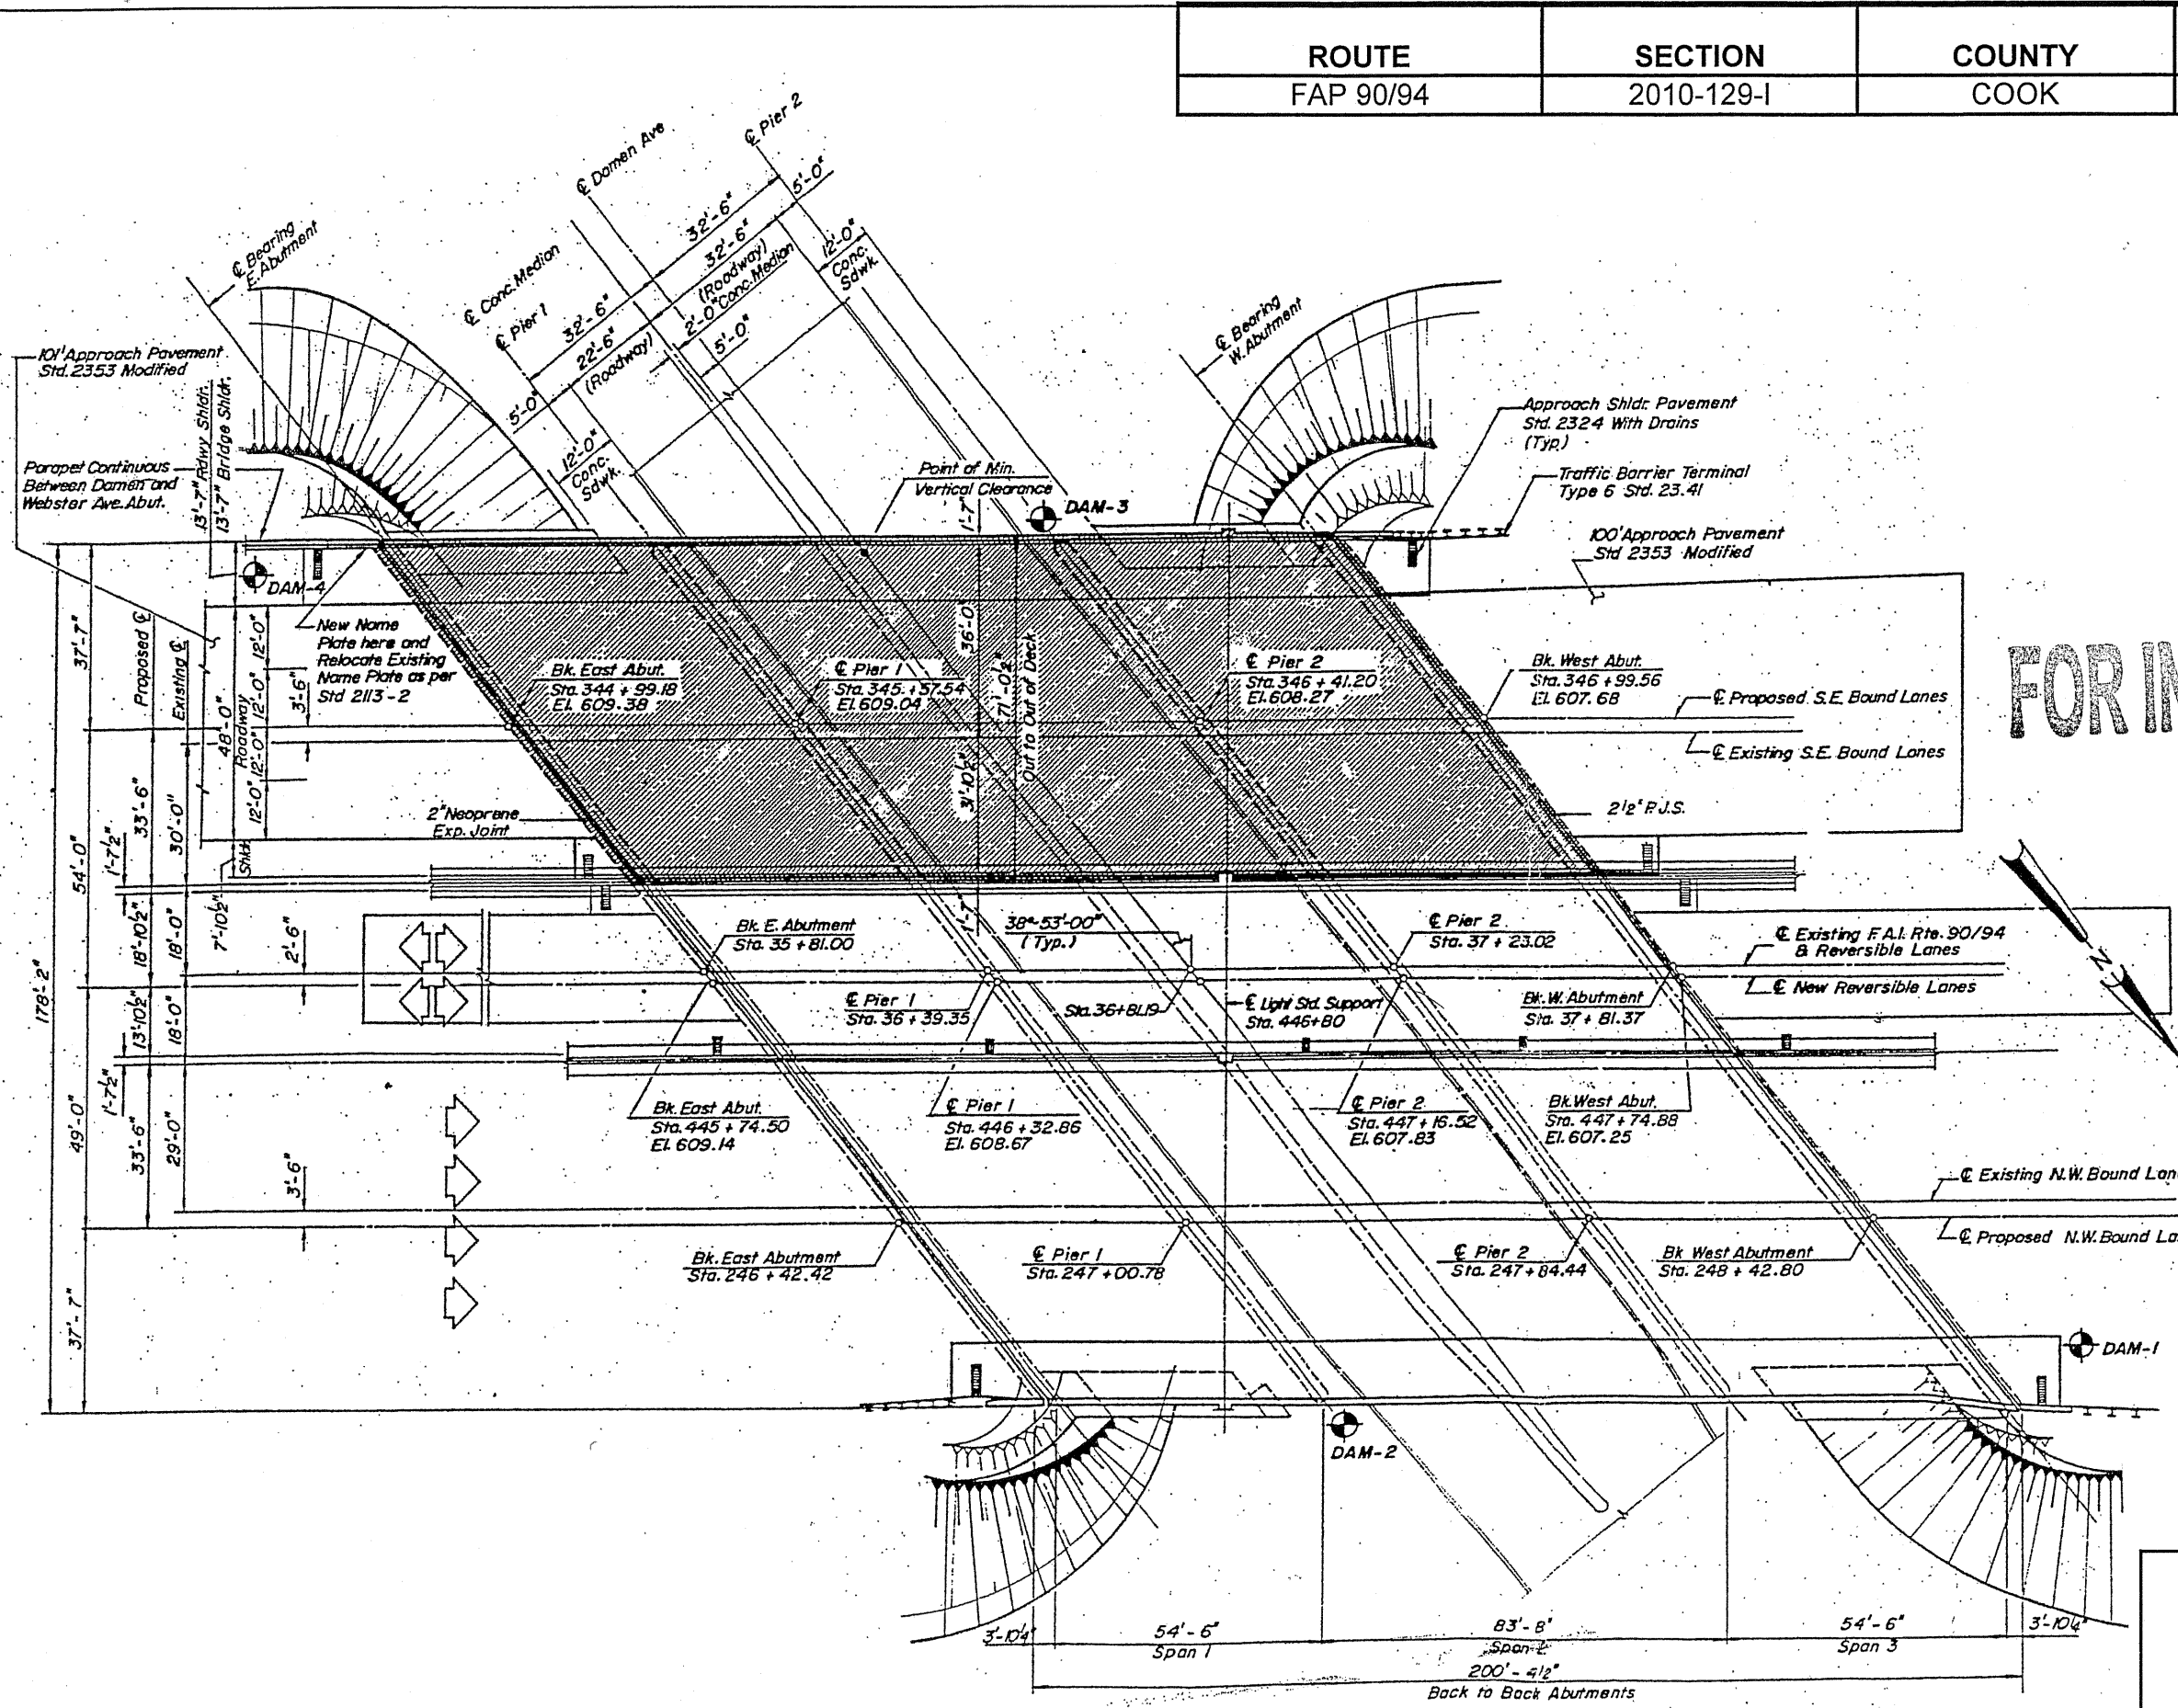 ROUTE SECTION COUNTY
FAP 90/94 2010-129-I COOK
℄ Pier 2
℄ Damen Ave
32'-6"
5'-0"
℄ Bearing
E. Abutment
℄ Conc. Median
℄ Pier 1
32'-6"
32'-6"
(Roadway)
12'-0"
Conc.
Sdwk.
2'-0" Conc. Median
22'-6"
(Roadway)
5'-0"
5'-0"
12'-0"
Conc.
Sdwk.
℄ Bearing
W. Abutment
101' Approach Pavement
Std. 2353 Modified
13'-7" Rdwy Shldr.
13'-7" Bridge Shldr.
Parapet Continuous
Between Damen and
Webster Ave. Abut.
Point of Min.
Vertical Clearance
1'-7"
DAM-3
Approach Shldr. Pavement
Std. 2324 With Drains
(Typ.)
Traffic Barrier Terminal
Type 6 Std. 23.41
100' Approach Pavement
Std 2353 Modified
DAM-4
New Name
Plate here and
Relocate Existing
Name Plate as per
Std 2113-2
37'-7"
Proposed ℄
Existing ℄
48'-0"
Roadway
12'-0"
12'-0"
12'-0"
12'-0"
3'-6"
Bk. East Abut.
Sta. 344 + 99.18
El. 609.38
℄ Pier 1
Sta. 345 + 57.54
El. 609.04
36'-0"
71'-0½"
Out to Out of Deck
31'-10½"
℄ Pier 2
Sta. 346 + 41.20
El. 608.27
Bk. West Abut.
Sta. 346 + 99.56
El. 607.68
℄ Proposed S.E. Bound Lanes
℄ Existing S.E. Bound Lanes
FOR IN
2" Neoprene
Exp. Joint
2½" P.J.S.
178'-2"
54'-0"
1'-7½"
33'-6"
30'-0"
Shldr.
7'-10½"
18'-10½"
18'-0"
2'-6"
1'-7"
Bk. E. Abutment
Sta. 35 + 81.00
38°-53'-00"
(Typ.)
℄ Pier 2
Sta. 37 + 23.02
℄ Existing F.A.I. Rte. 90/94
& Reversible Lanes
℄ New Reversible Lanes
℄ Pier 1
Sta. 36 + 39.35
Sta. 36+81.19
℄ Light Std. Support
Sta. 446+80
Bk. W. Abutment
Sta. 37 + 81.37
N
13'-10½"
18'-0"
1'-7½"
49'-0"
33'-6"
29'-0"
3'-6"
Bk. East Abut.
Sta. 445 + 74.50
El. 609.14
℄ Pier 1
Sta. 446 + 32.86
El. 608.67
℄ Pier 2
Sta. 447 + 16.52
El. 607.83
Bk. West Abut.
Sta. 447 + 74.88
El. 607.25
℄ Existing N.W. Bound Lan
℄ Proposed N.W. Bound La
Bk. East Abutment
Sta. 246 + 42.42
℄ Pier 1
Sta. 247 + 00.78
℄ Pier 2
Sta. 247 + 84.44
Bk West Abutment
Sta. 248 + 42.80
37'-7"
DAM-1
DAM-2
3'-10¼" 54'-6" 83'-8" 54'-6" 3'-10¼"
Span 1 Span 2 Span 3
200'-4½"
Back to Back Abutments